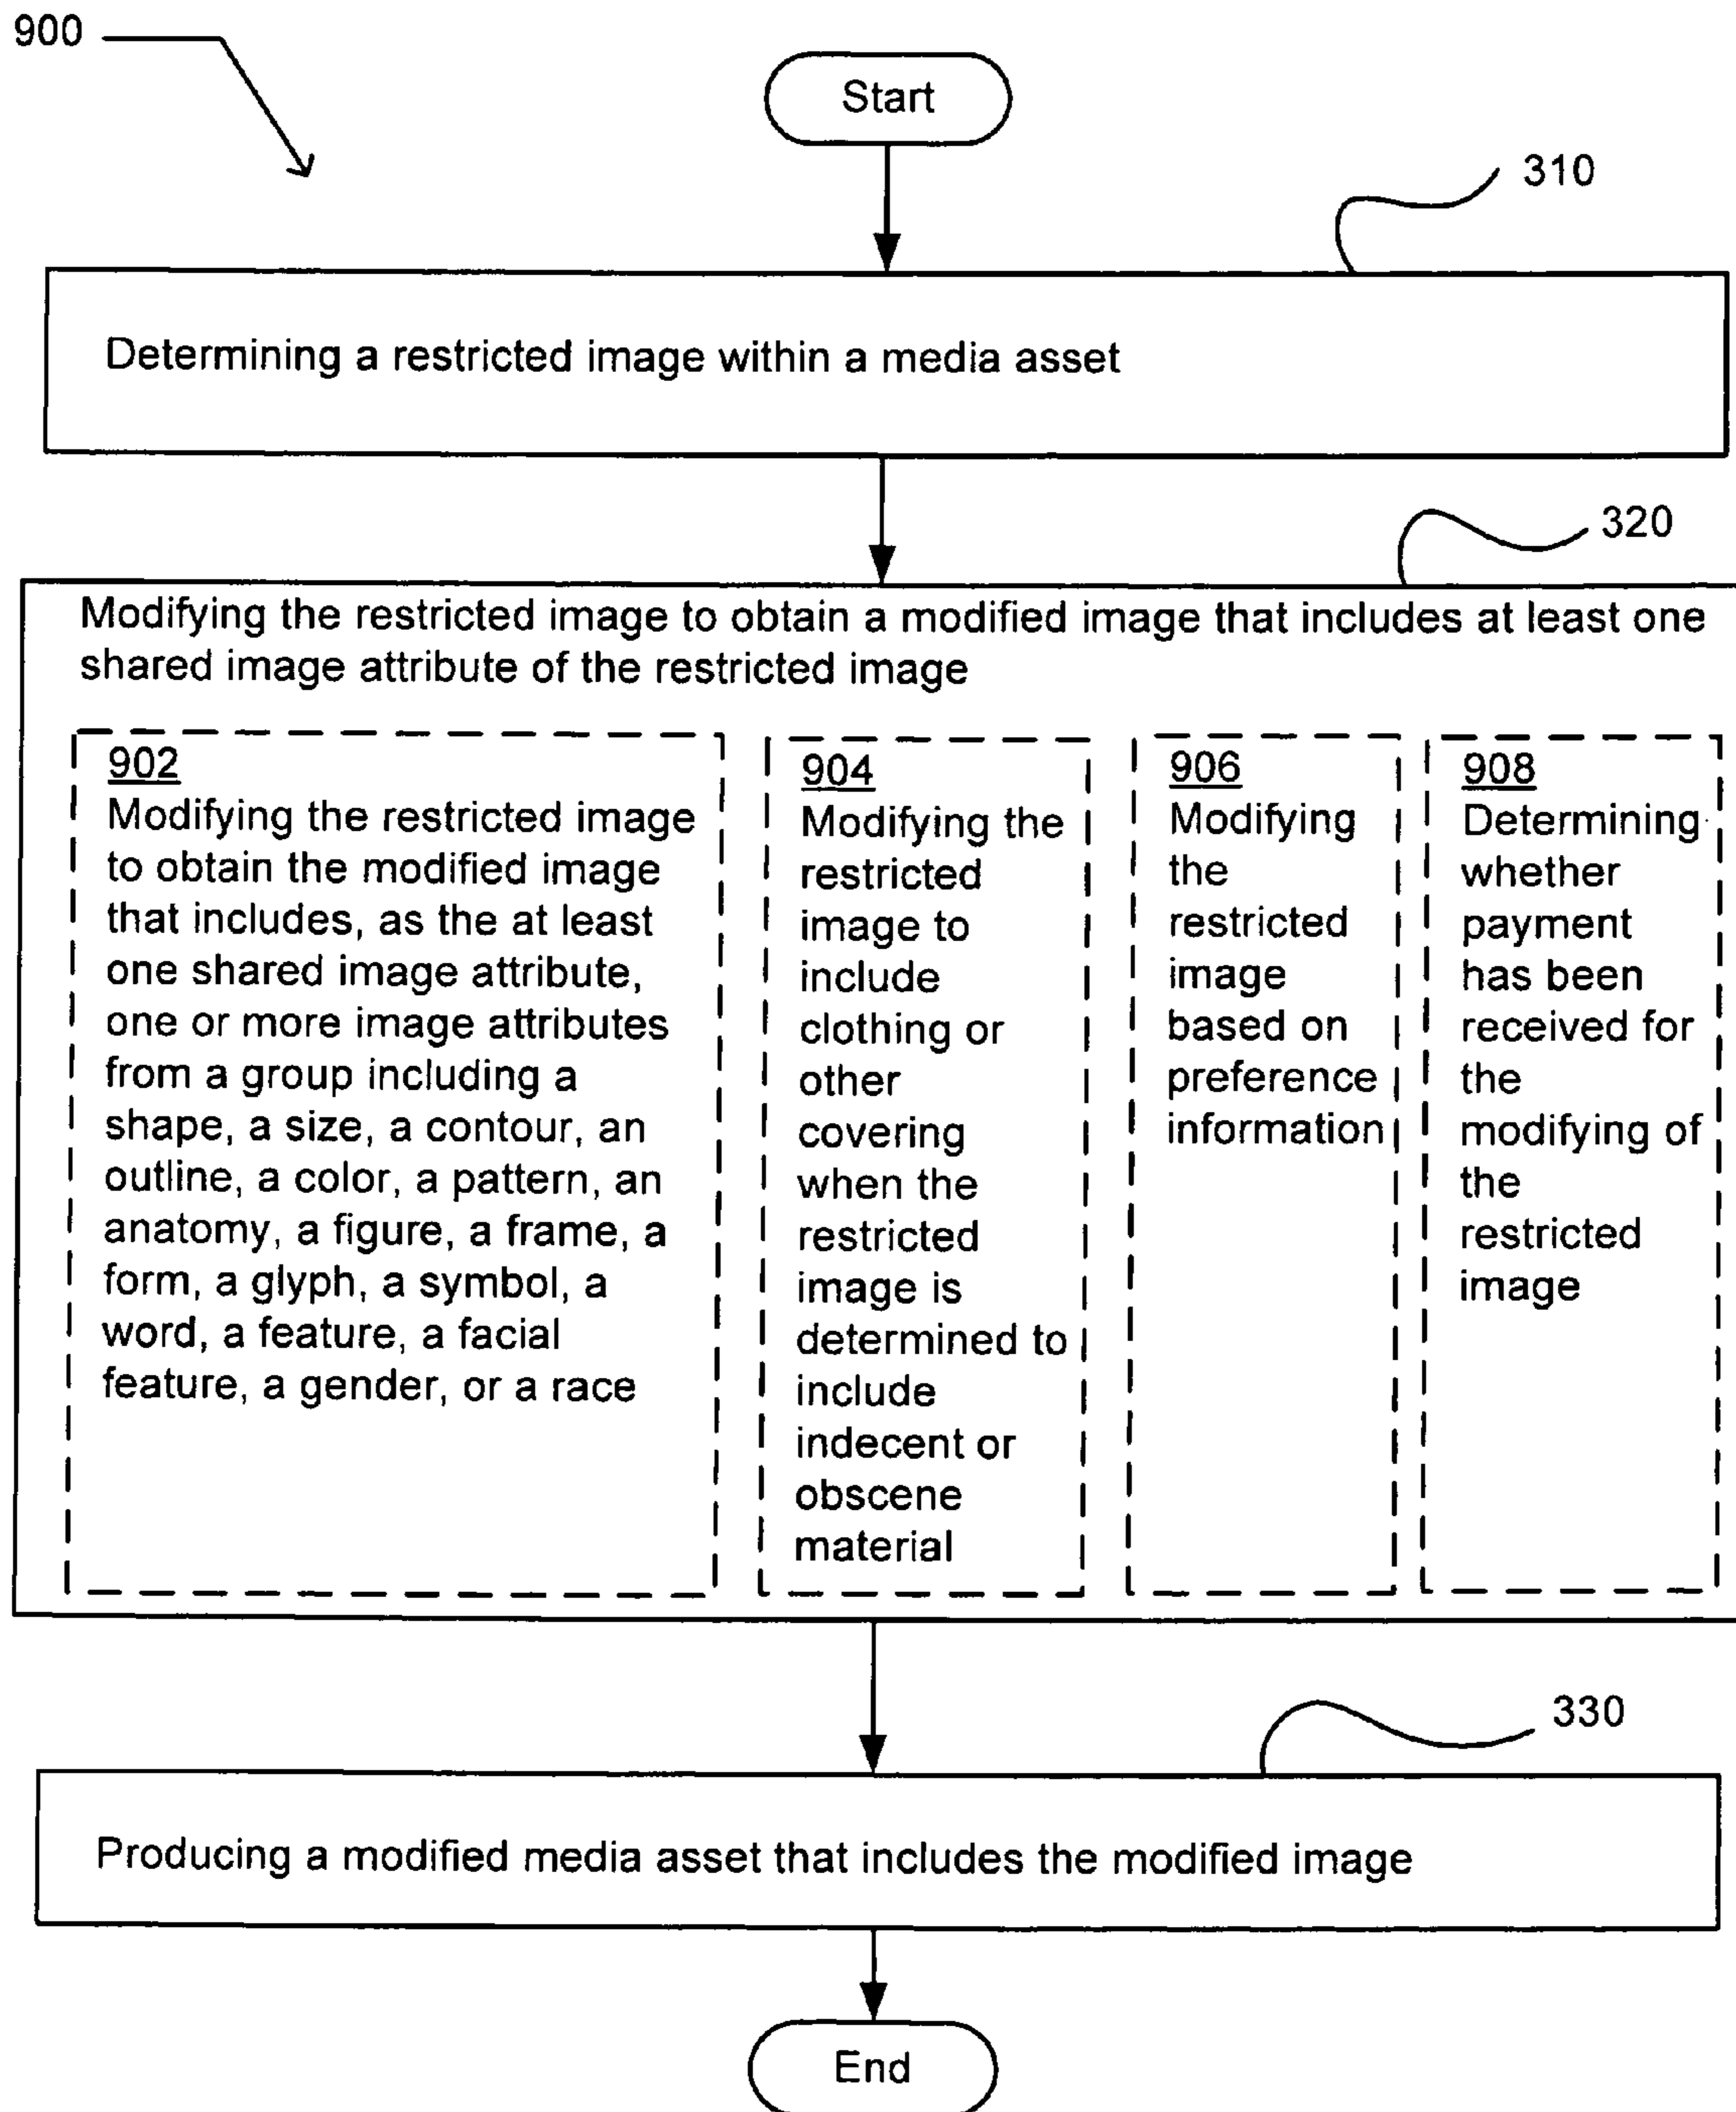 900
Start
310
Determining a restricted image within a media asset
320
Modifying the restricted image to obtain a modified image that includes at least one
shared image attribute of the restricted image
902
Modifying the restricted image
to obtain the modified image
that includes, as the at least
one shared image attribute,
one or more image attributes
from a group including a
shape, a size, a contour, an
outline, a color, a pattern, an
anatomy, a figure, a frame, a
form, a glyph, a symbol, a
word, a feature, a facial
feature, a gender, or a race
904
Modifying the
restricted
image to
include
clothing or
other
covering
when the
restricted
image is
determined to
include
indecent or
obscene
material
906
Modifying
the
restricted
image
based on
preference
information
908
Determining
whether
payment
has been
received for
the
modifying of
the
restricted
image
330
Producing a modified media asset that includes the modified image
End